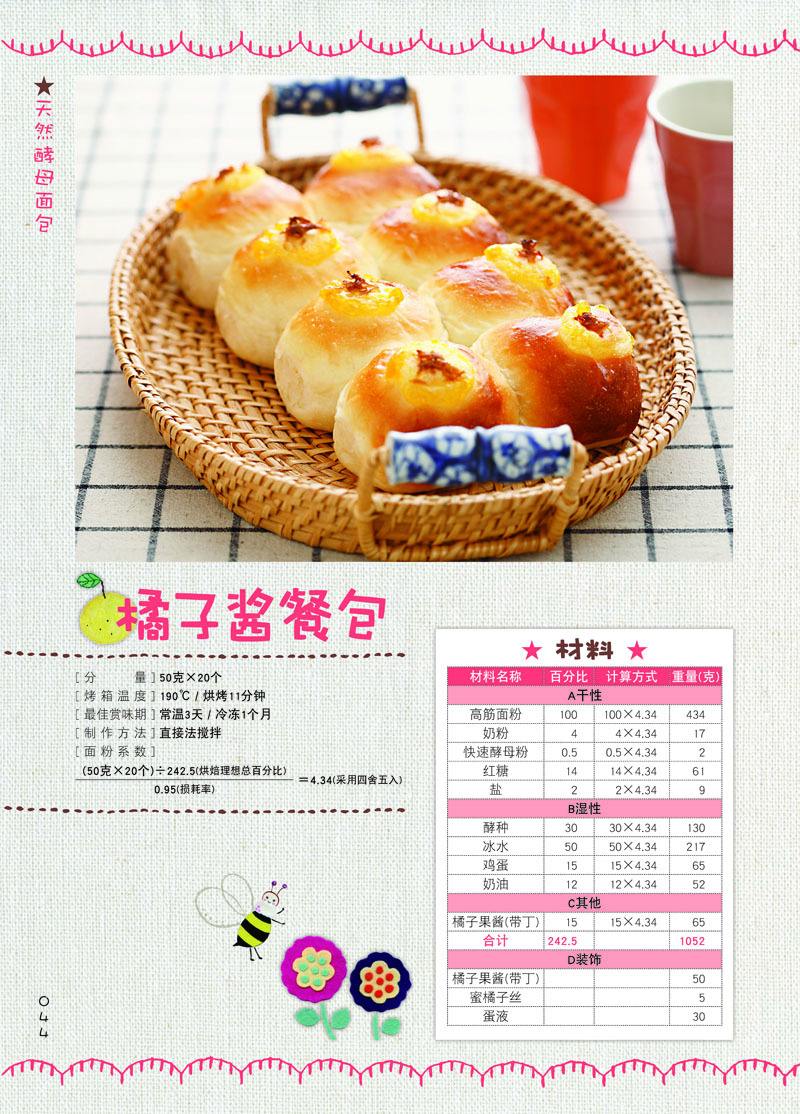 ★天然酵母面包
橘子酱餐包
[分量] 50克×20个
[烤箱温度] 190℃ / 烘烤11分钟
[最佳赏味期] 常温3天 / 冷冻1个月
[制作方法] 直接法搅拌
[面粉系数]
(50克×20个)÷242.5(烘焙理想总百分比)
0.95(损耗率)
＝4.34(采用四舍五入)
★ 材料 ★
材料名称 百分比 计算方式 重量(克)
A干性
高筋面粉 100 100×4.34 434
奶粉 4 4×4.34 17
快速酵母粉 0.5 0.5×4.34 2
红糖 14 14×4.34 61
盐 2 2×4.34 9
B湿性
酵种 30 30×4.34 130
冰水 50 50×4.34 217
鸡蛋 15 15×4.34 65
奶油 12 12×4.34 52
C其他
橘子果酱(带丁) 15 15×4.34 65
合计 242.5 1052
D装饰
橘子果酱(带丁) 50
蜜橘子丝 5
蛋液 30
044